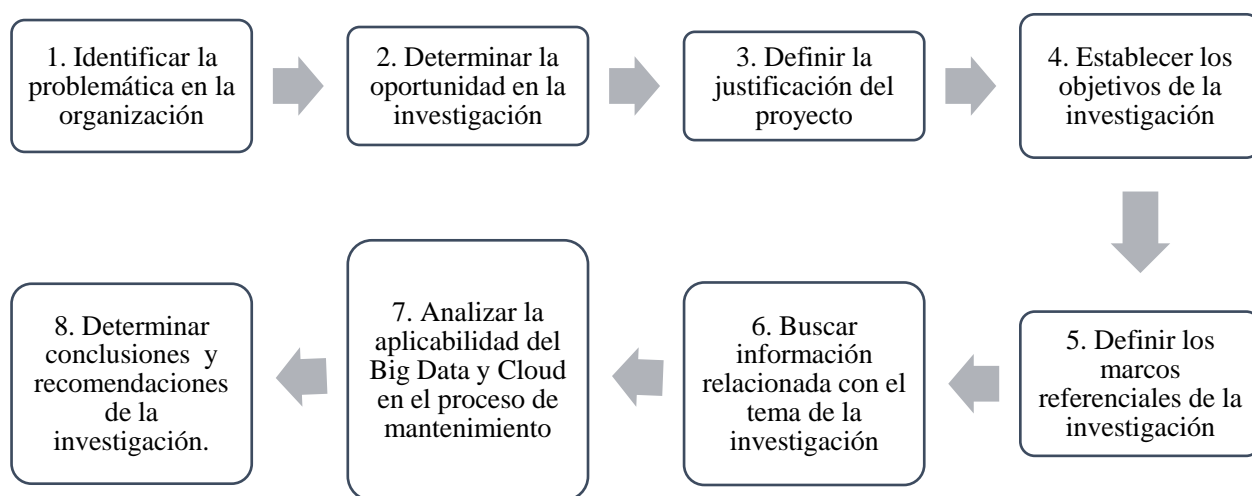 1. Identificar la
problemática en la
organización
2. Determinar la
oportunidad en la
investigación
3. Definir la
justificación del
proyecto
4. Establecer los
objetivos de la
investigación
5. Definir los
marcos
referenciales de la
investigación
6. Buscar
información
relacionada con el
tema de la
investigación
7. Analizar la
aplicabilidad del
Big Data y Cloud
en el proceso de
mantenimiento
8. Determinar
conclusiones y
recomendaciones
de la
investigación.